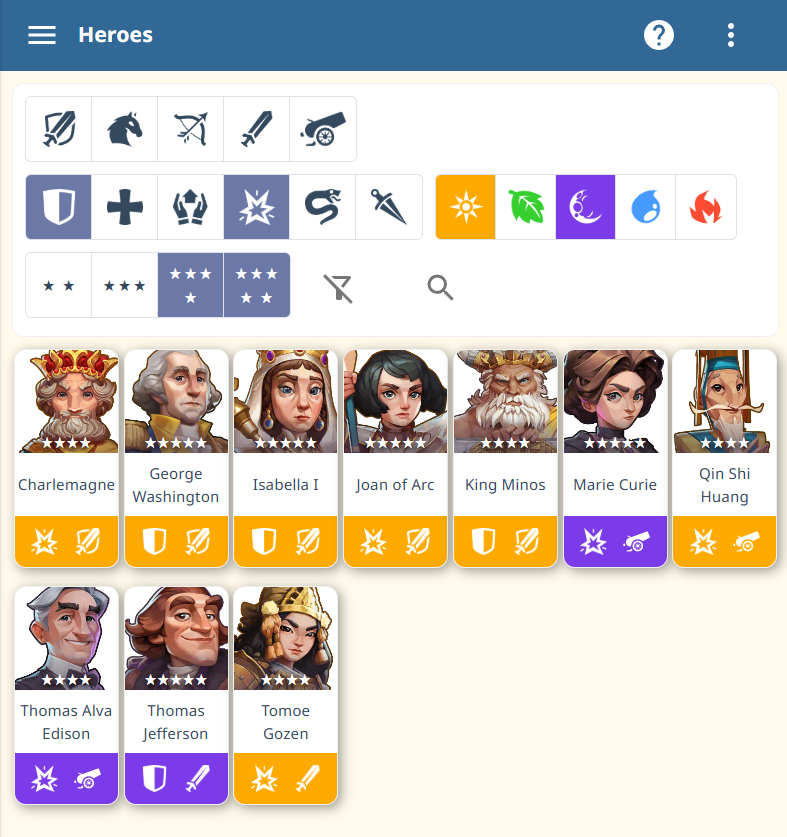 Heroes
Charlemagne
George
Washington
Isabella I
Joan of Arc
King Minos
Marie Curie
Qin Shi
Huang
Thomas Alva
Edison
Thomas
Jefferson
Tomoe
Gozen